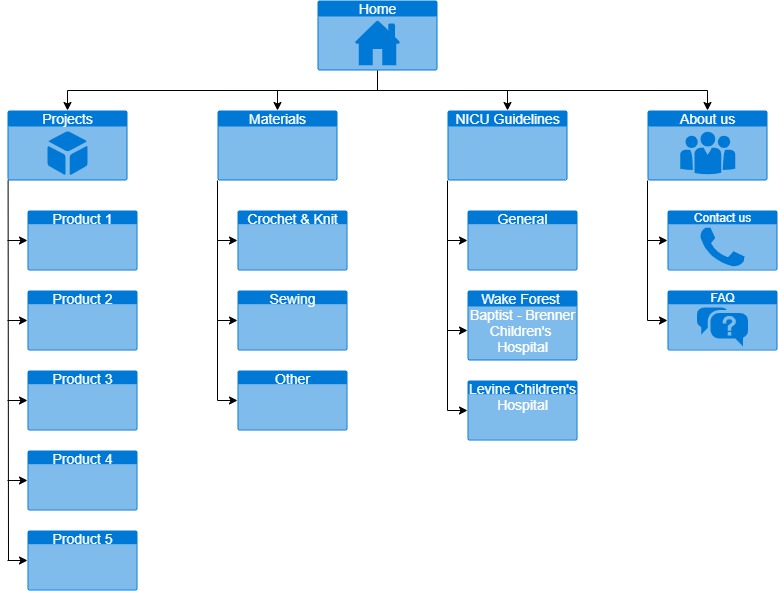 Home
Projects
Materials
NICU Guidelines
About us
Product 1
Crochet & Knit
General
Contact us
Product 2
Sewing
Wake Forest
Baptist - Brenner
Children's
Hospital
FAQ
?
Product 3
Other
Levine Children's
Hospital
Product 4
Product 5